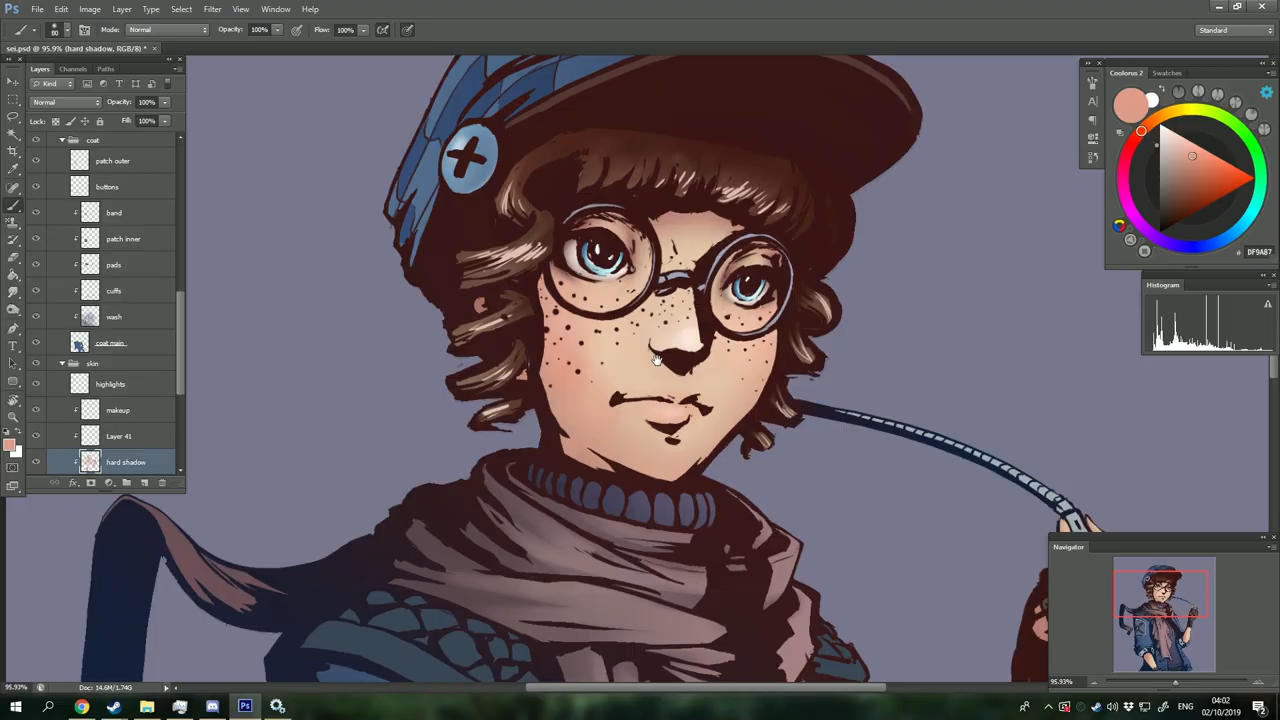 Ps File Edit Image Layer Type Select Filter View Window Help
80 Mode: Normal Opacity: 100% Flow: 100% Standard
sei.psd @ 95.9% (hard shadow, RGB/8) * ×
Layers Channels Paths
Kind
Normal Opacity: 100%
Lock: Fill: 100%
coat
patch outer
buttons
band
patch inner
pads
cuffs
wash
coat main
skin
highlights
makeup
Layer 41
hard shadow
fx
Coolorus 2 Swatches
# DF9A87
Histogram
Navigator
95.93%
95.93% Doc: 14.6M/1.74G
ENG 04:02
02/10/2019